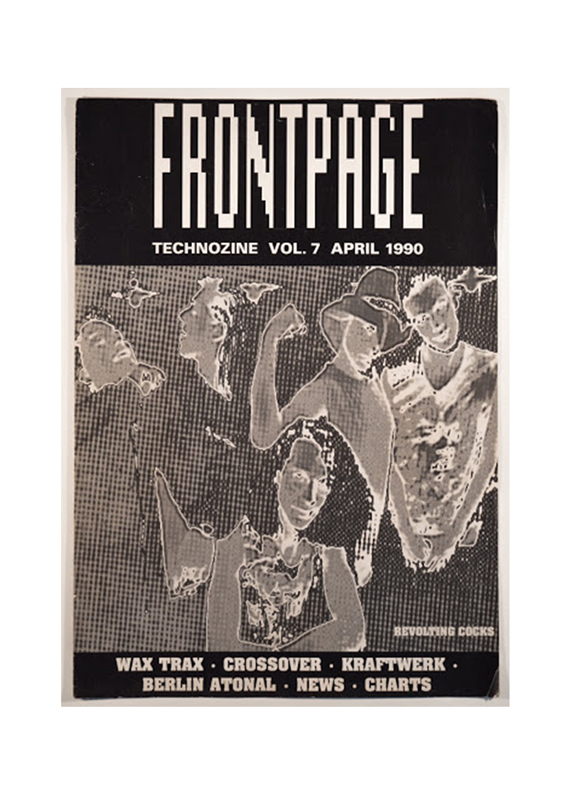 FRONTPAGE
TECHNOZINE VOL. 7 APRIL 1990
REVOLTING COCKS
WAX TRAX · CROSSOVER · KRAFTWERK ·
BERLIN ATONAL · NEWS · CHARTS